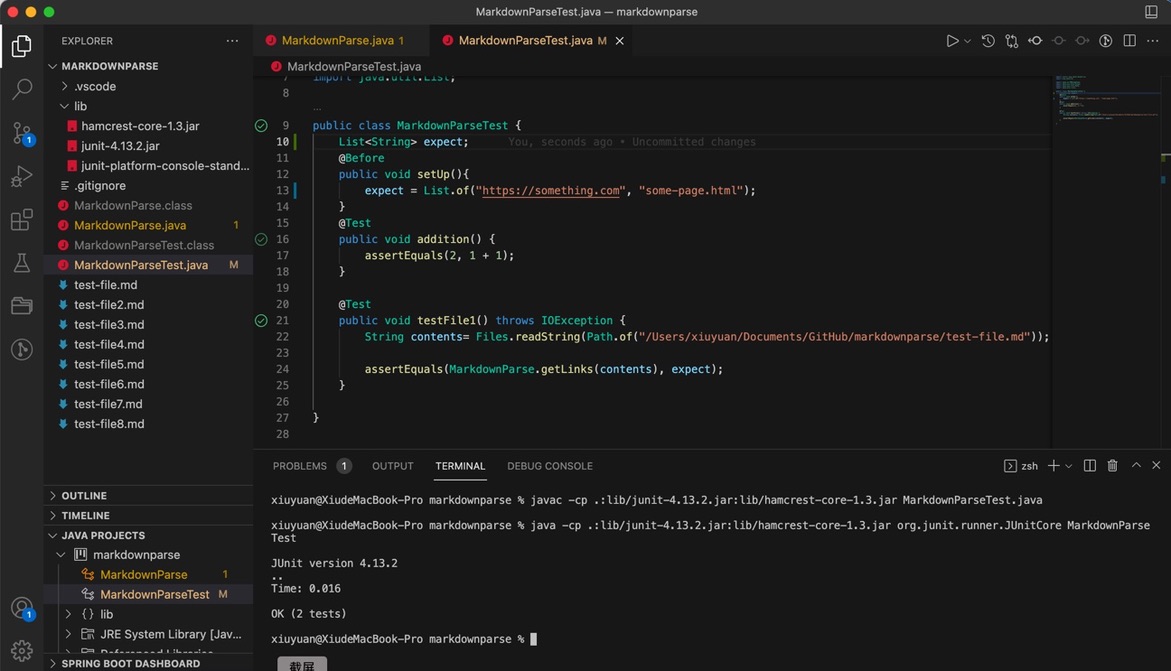 MarkdownParseTest.java — markdownparse
EXPLORER
MARKDOWNPARSE
.vscode
lib
hamcrest-core-1.3.jar
junit-4.13.2.jar
junit-platform-console-stand...
.gitignore
MarkdownParse.class
MarkdownParse.java 1
MarkdownParseTest.class
MarkdownParseTest.java M
test-file.md
test-file2.md
test-file3.md
test-file4.md
test-file5.md
test-file6.md
test-file7.md
test-file8.md
OUTLINE
TIMELINE
JAVA PROJECTS
markdownparse
MarkdownParse 1
MarkdownParseTest M
{} lib
JRE System Library [Jav...
Referenced Libraries
SPRING BOOT DASHBOARD
1
1
MarkdownParse.java 1
MarkdownParseTest.java M
MarkdownParseTest.java
7 import java.util.List;
8
...
9 public class MarkdownParseTest {
10 List<String> expect; You, seconds ago • Uncommitted changes
11 @Before
12 public void setUp(){
13 expect = List.of("https://something.com", "some-page.html");
14 }
15 @Test
16 public void addition() {
17 assertEquals(2, 1 + 1);
18 }
19
20 @Test
21 public void testFile1() throws IOException {
22 String contents= Files.readString(Path.of("/Users/xiuyuan/Documents/GitHub/markdownparse/test-file.md"));
23
24 assertEquals(MarkdownParse.getLinks(contents), expect);
25 }
26
27 }
28
PROBLEMS 1 OUTPUT TERMINAL DEBUG CONSOLE
zsh
xiuyuan@XiudeMacBook-Pro markdownparse % javac -cp .:lib/junit-4.13.2.jar:lib/hamcrest-core-1.3.jar MarkdownParseTest.java
xiuyuan@XiudeMacBook-Pro markdownparse % java -cp .:lib/junit-4.13.2.jar:lib/hamcrest-core-1.3.jar org.junit.runner.JUnitCore MarkdownParse
Test
JUnit version 4.13.2
..
Time: 0.016
OK (2 tests)
xiuyuan@XiudeMacBook-Pro markdownparse %
截屏